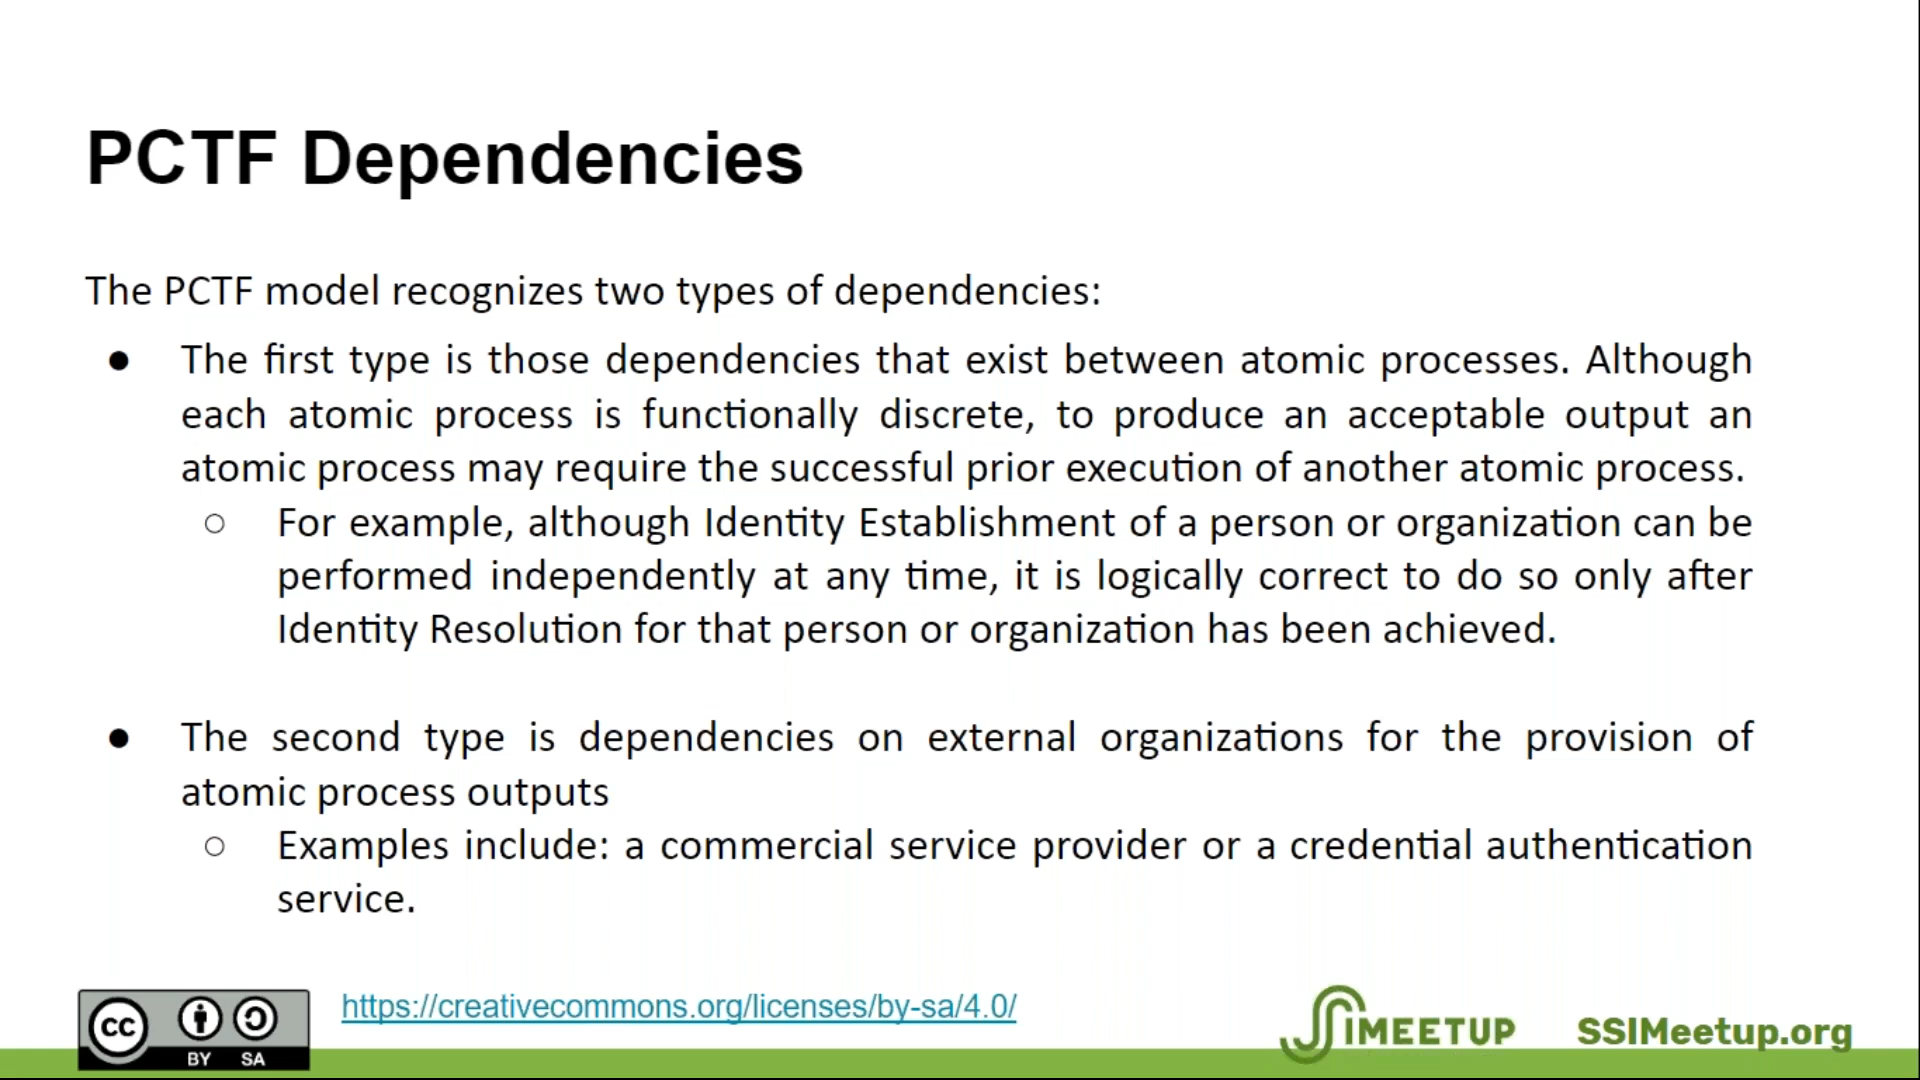 PCTF Dependencies
The PCTF model recognizes two types of dependencies:
● The first type is those dependencies that exist between atomic processes. Although
each atomic process is functionally discrete, to produce an acceptable output an
atomic process may require the successful prior execution of another atomic process.
○ For example, although Identity Establishment of a person or organization can be
performed independently at any time, it is logically correct to do so only after
Identity Resolution for that person or organization has been achieved.
● The second type is dependencies on external organizations for the provision of
atomic process outputs
○ Examples include: a commercial service provider or a credential authentication
service.
https://creativecommons.org/licenses/by-sa/4.0/
cc
BY SA
SSIMEETUP
SSIMeetup.org